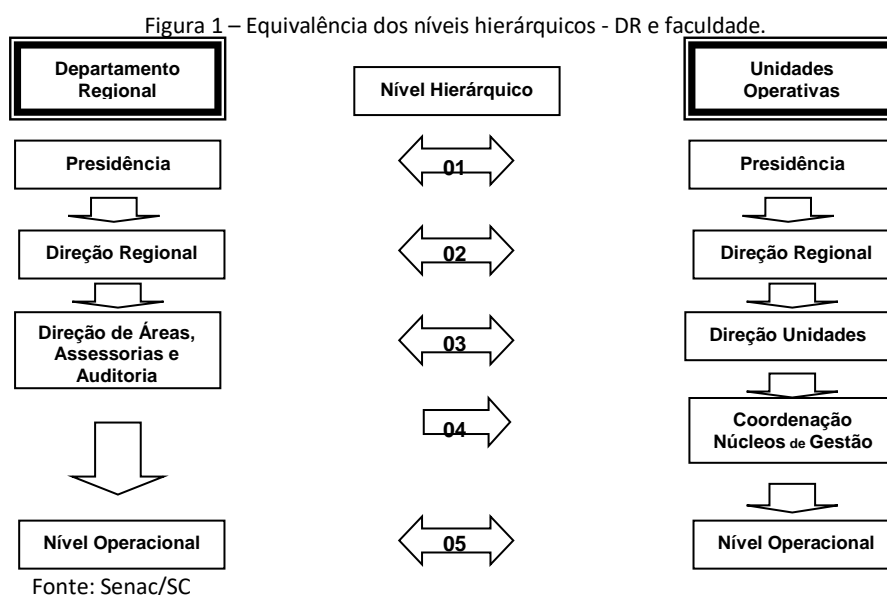 Figura 1 – Equivalência dos níveis hierárquicos - DR e faculdade.
Departamento
Regional
Nível Hierárquico
Unidades
Operativas
Presidência
01
Presidência
Direção Regional
02
Direção Regional
Direção de Áreas,
Assessorias e
Auditoria
03
Direção Unidades
04
Coordenação
Núcleos de Gestão
Nível Operacional
05
Nível Operacional
Fonte: Senac/SC